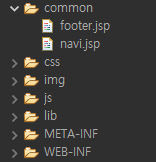 common
footer.jsp
navi.jsp
css
img
js
lib
META-INF
WEB-INF